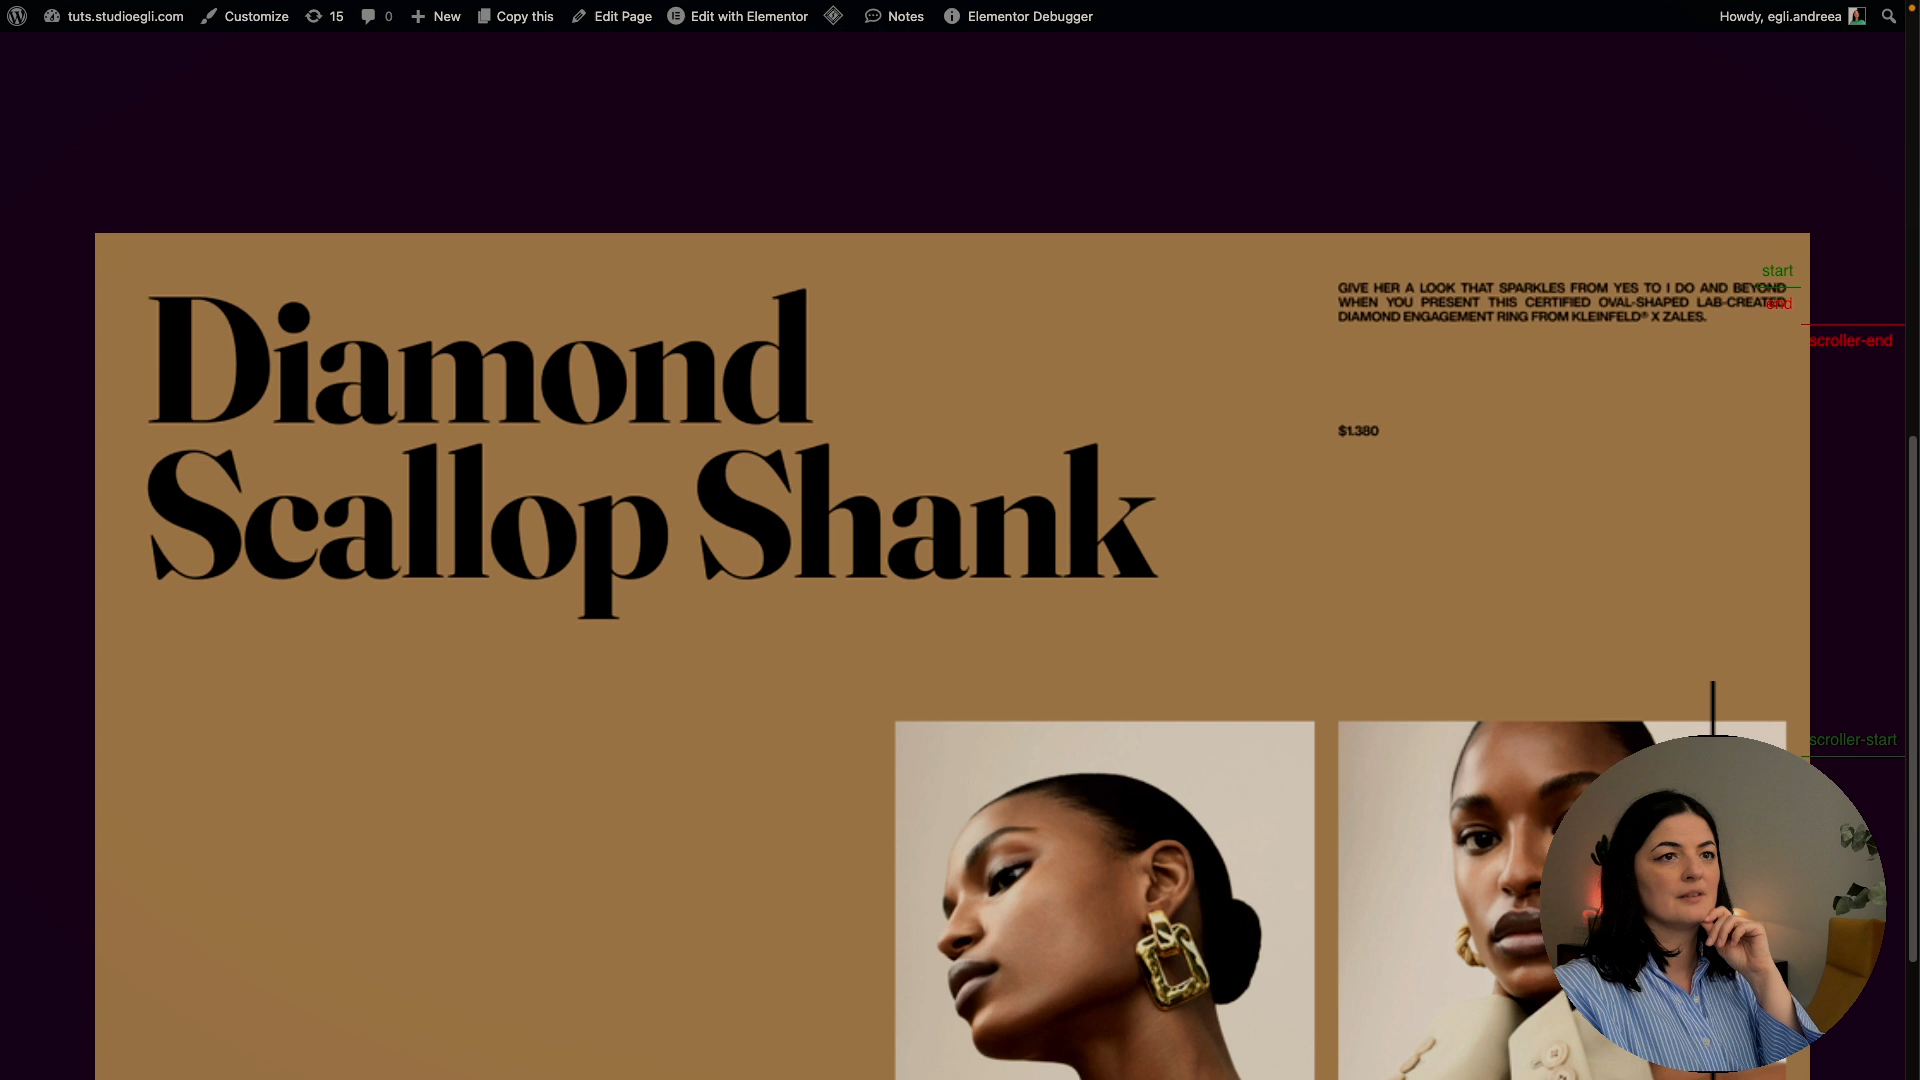 tuts.studioegli.com Customize 15 0 New Copy this Edit Page Edit with Elementor Notes Elementor Debugger Howdy, egli.andreea
start
GIVE HER A LOOK THAT SPARKLES FROM YES TO I DO AND BEYOND
WHEN YOU PRESENT THIS CERTIFIED OVAL-SHAPED LAB-CREATED
end
DIAMOND ENGAGEMENT RING FROM KLEINFELD® X ZALES.
scroller-end
Diamond
$1.380
Scallop Shank
scroller-start